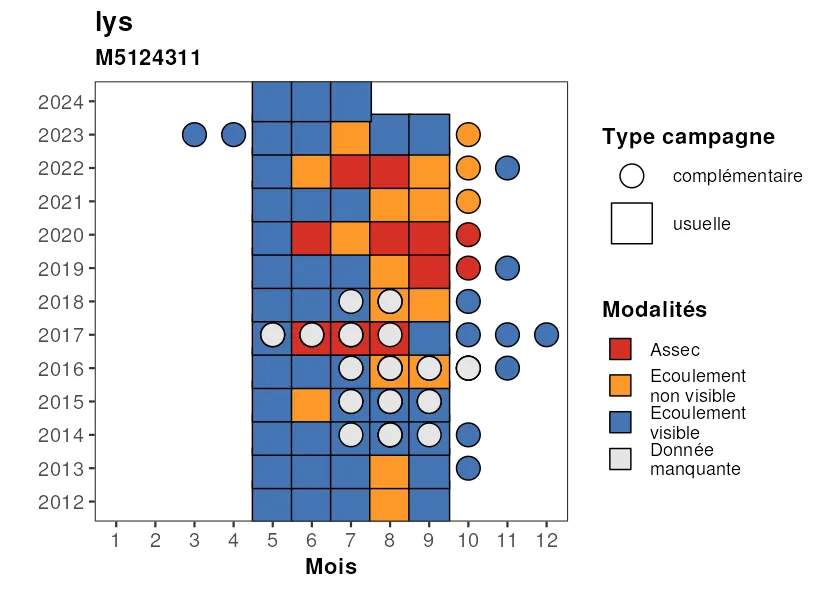 lys
M5124311
2024
2023
2022
2021
2020
2019
2018
2017
2016
2015
2014
2013
2012
1 2 3 4 5 6 7 8 9 10 11 12
Mois
Type campagne
complémentaire
usuelle
Modalités
Assec
Ecoulement
non visible
Ecoulement
visible
Donnée
manquante